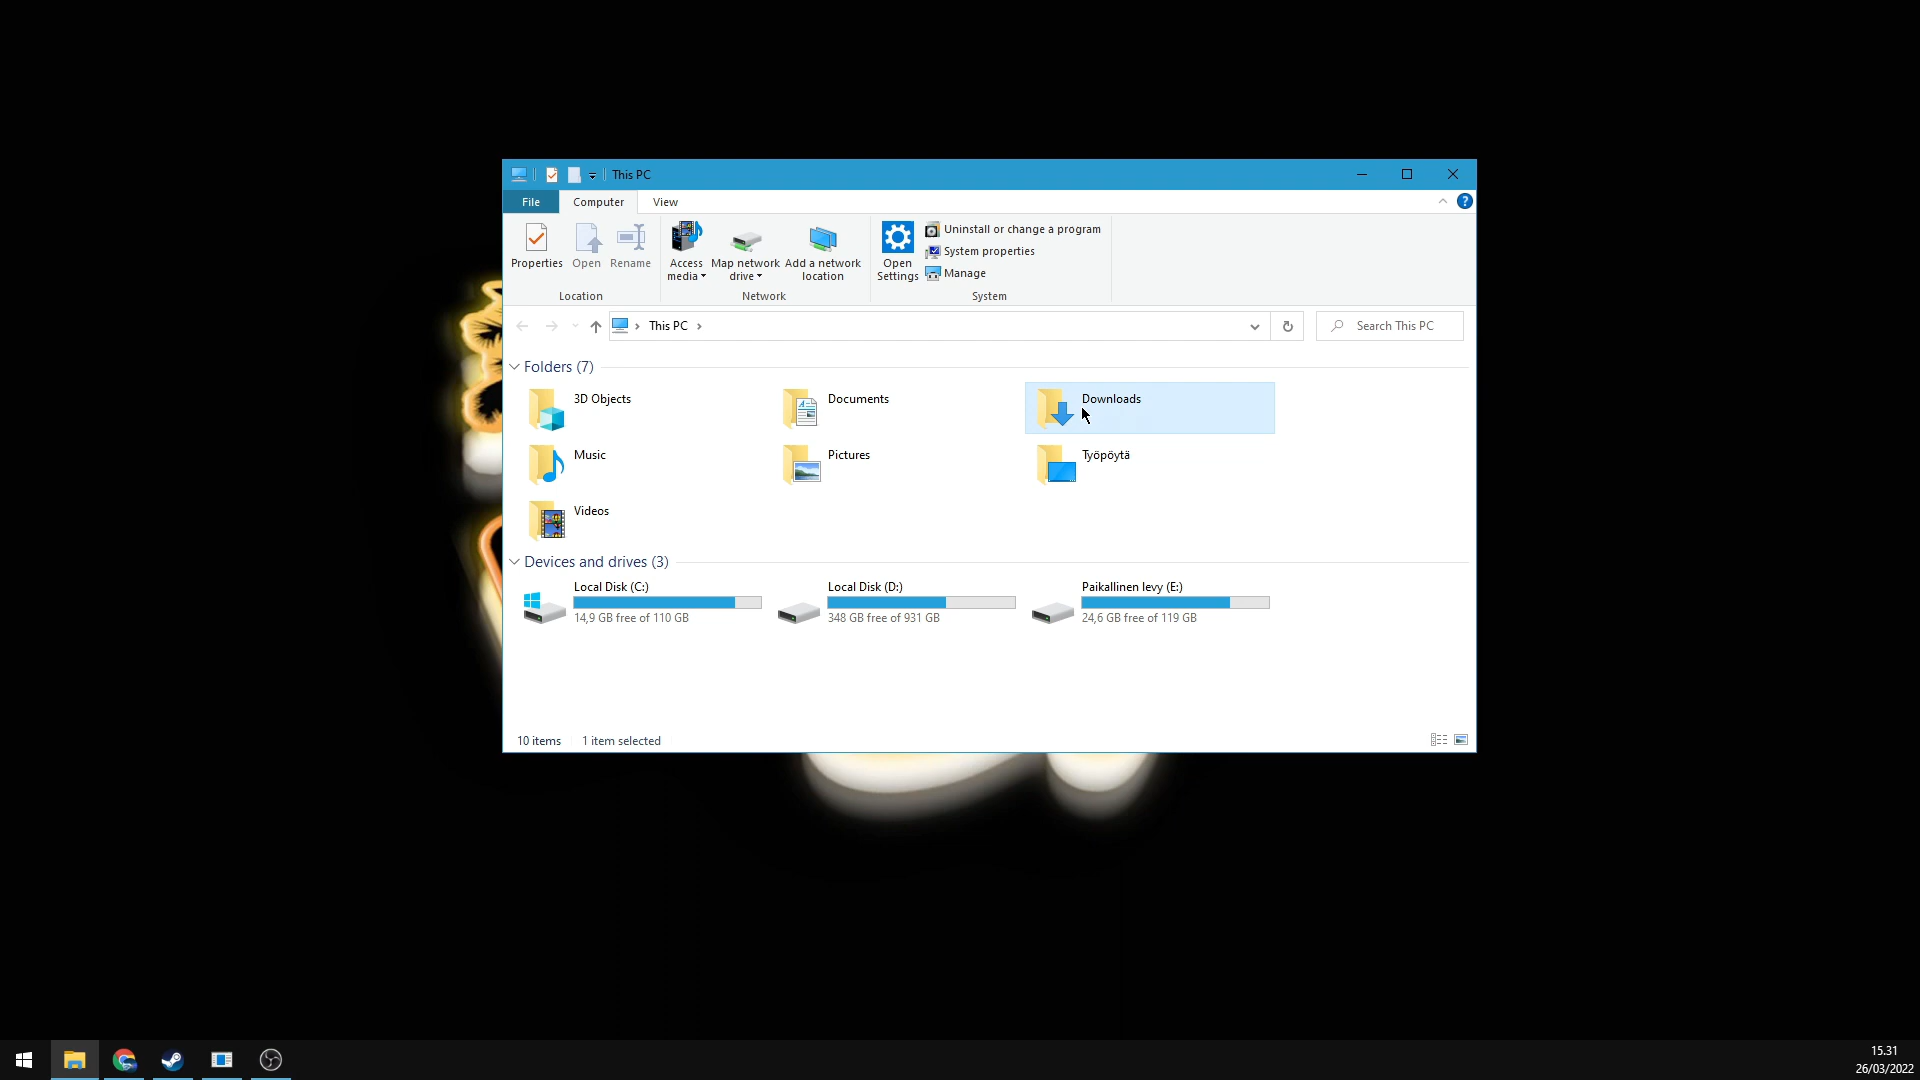 This PC
File Computer View
Properties Open Rename Access media Map network drive Add a network location Open Settings
Uninstall or change a program
System properties
Manage
Location Network System
This PC Search This PC
Folders (7)
3D Objects Documents Downloads
Music Pictures Työpöytä
Videos
Devices and drives (3)
Local Disk (C:) Local Disk (D:) Paikallinen levy (E:)
14,9 GB free of 110 GB 348 GB free of 931 GB 24,6 GB free of 119 GB
10 items 1 item selected
15.31
26/03/2022